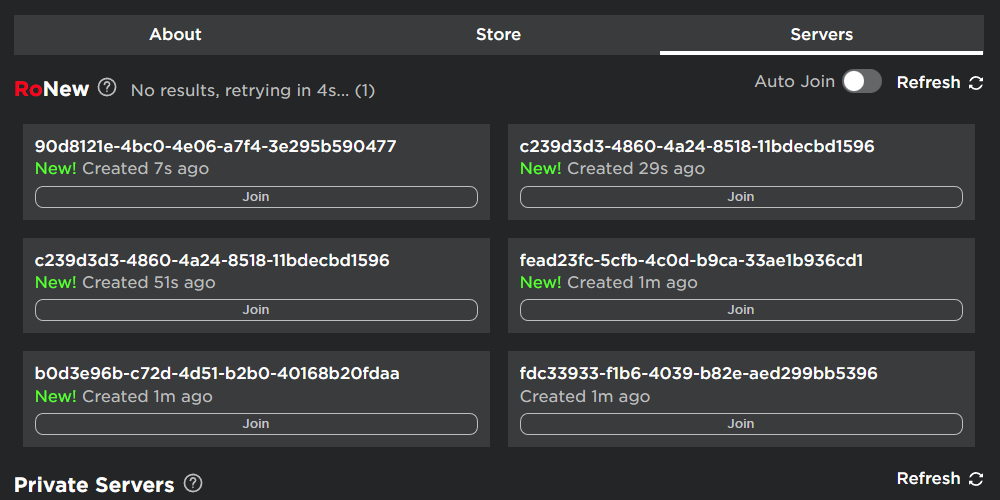 About Store Servers
RoNew ? No results, retrying in 4s... (1) Auto Join Refresh
90d8121e-4bc0-4e06-a7f4-3e295b590477
New! Created 7s ago
Join
c239d3d3-4860-4a24-8518-11bdecbd1596
New! Created 29s ago
Join
c239d3d3-4860-4a24-8518-11bdecbd1596
New! Created 51s ago
Join
fead23fc-5cfb-4c0d-b9ca-33ae1b936cd1
New! Created 1m ago
Join
b0d3e96b-c72d-4d51-b2b0-40168b20fdaa
New! Created 1m ago
Join
fdc33933-f1b6-4039-b82e-aed299bb5396
Created 1m ago
Join
Private Servers ? Refresh